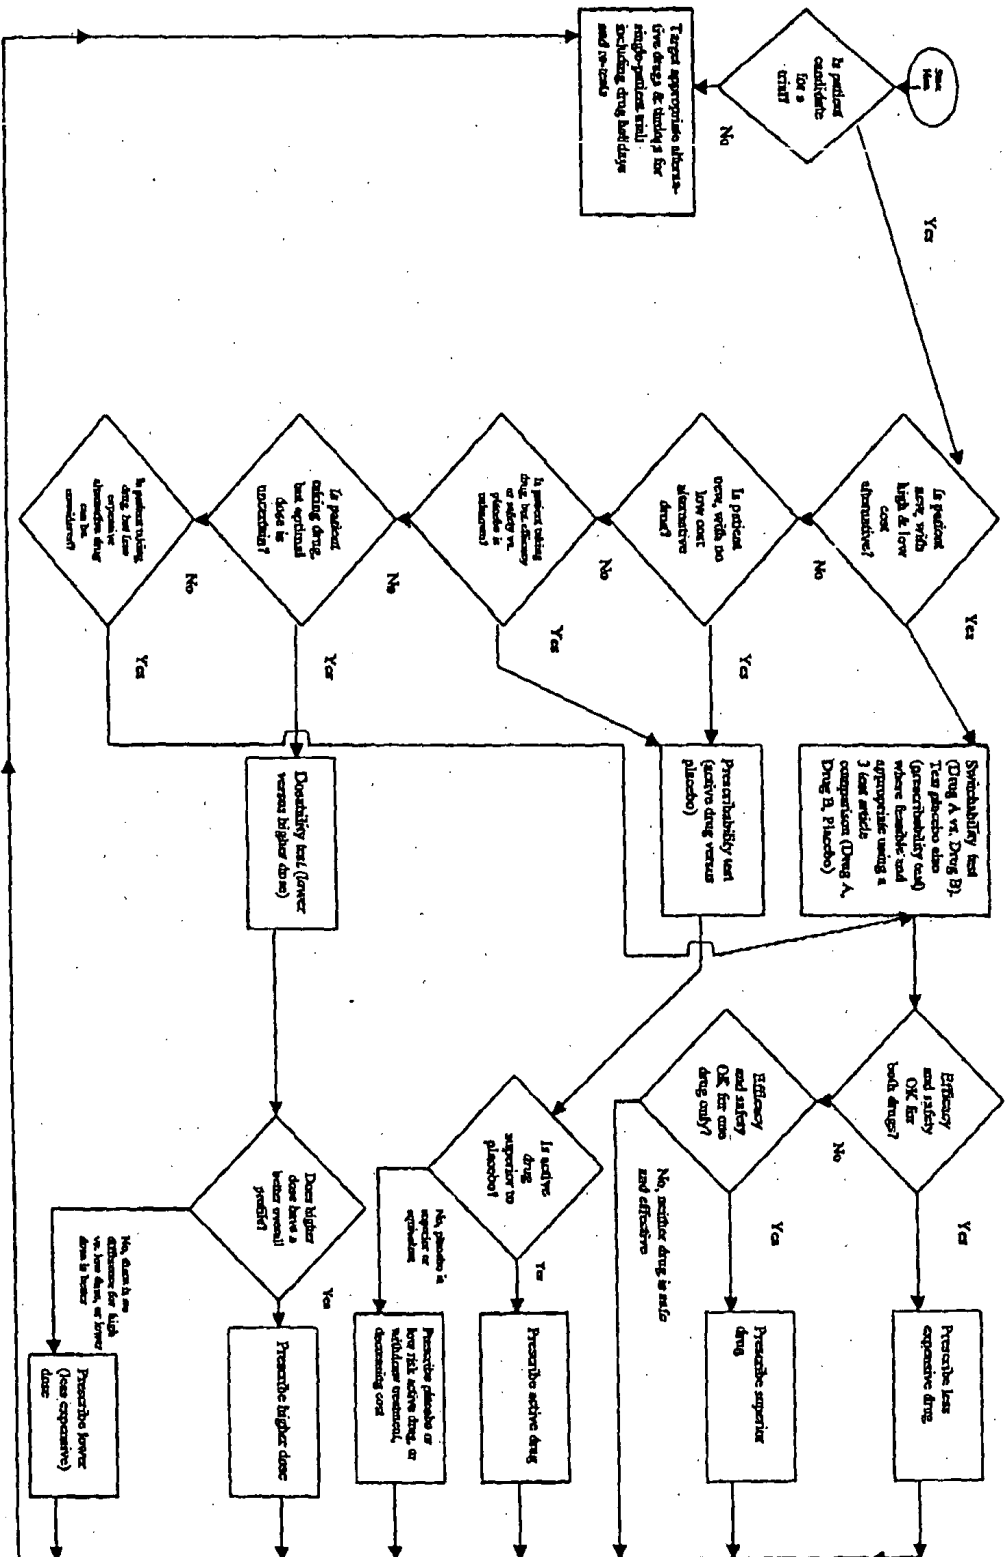 Start
Here
Is patient
candidate
for a
trial?
No
Yes
Target appropriate alterna-
tive drugs & timing for
single-patient trial
including drug holidays
and re-tests
Is patient
new, with
high & low
cost
alternative?
Yes
No
Is patient
new, with no
low cost
alternative
drug?
Yes
No
Is patient taking
drug, but efficacy
or safety vs.
placebo is
unknown?
Yes
No
Is patient
taking drug,
but optimal
dose is
uncertain?
Yes
No
Is patient taking
drug, but less
expensive
alternative drug
can be
considered?
Yes
Switchability test
(Drug A vs. Drug B).
Test placebo also
(prescribability test)
where feasible and
appropriate using a
3 test article
comparison (Drug A,
Drug B, Placebo)
Prescribability test
(active drug versus
placebo)
Dosability test (lower
versus higher dose)
Efficacy
and safety
OK for
both drugs?
Yes
No
Efficacy
and safety
OK for one
drug only?
Yes
No, neither drug is safe
and effective
Is active
drug
superior to
placebo?
Yes
No, placebo is
superior or
equivalent
Does higher
dose have a
better overall
profile?
Yes
No, there is no
difference for high
vs. low dose, or lower
dose is better
Prescribe less
expensive drug
Prescribe superior
drug
Prescribe active drug
Prescribe placebo or
low risk active drug, or
withdraw treatment,
decreasing cost
Prescribe higher dose
Prescribe lower
(less expensive)
dose